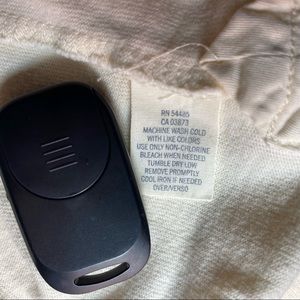 RN 54485
CA 03873
MACHINE WASH COLD
WITH LIKE COLORS
USE ONLY NON-CHLORINE
BLEACH WHEN NEEDED
TUMBLE DRY LOW
REMOVE PROMPTLY
COOL IRON IF NEEDED
OVER/VERSO